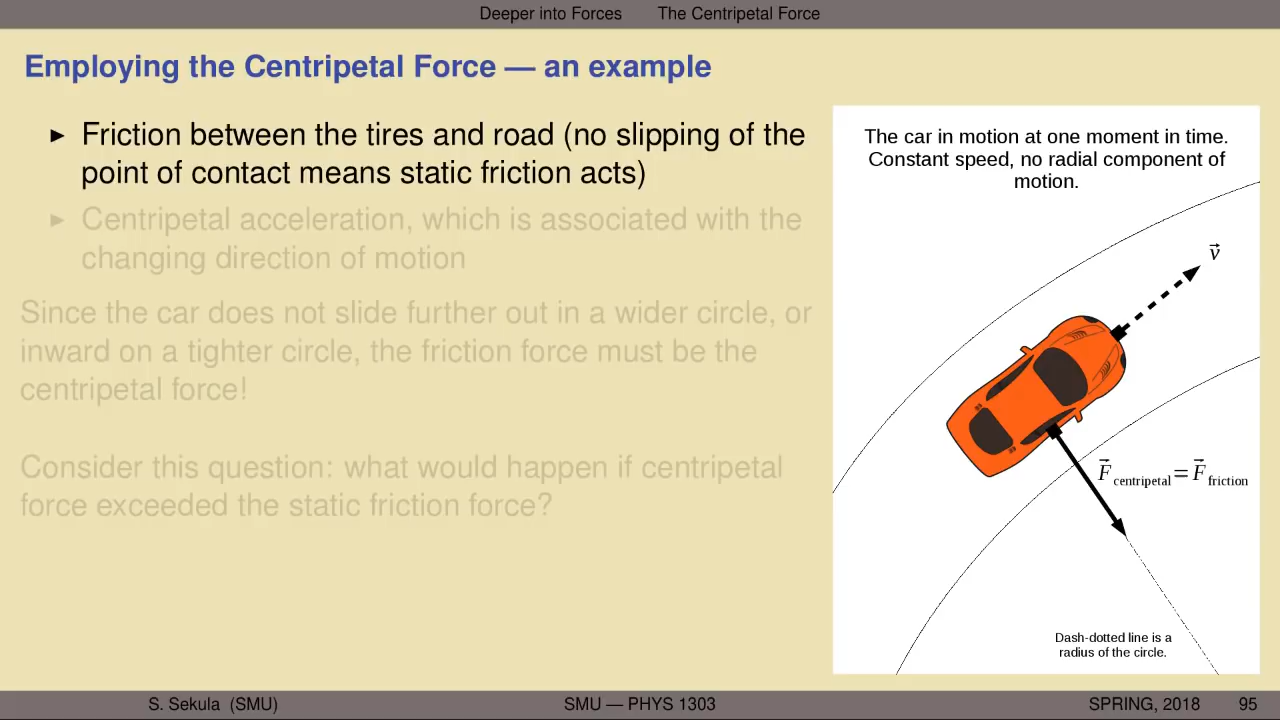 Deeper into Forces The Centripetal Force
Employing the Centripetal Force — an example
▶ Friction between the tires and road (no slipping of the
point of contact means static friction acts)
▶ Centripetal acceleration, which is associated with the
changing direction of motion
Since the car does not slide further out in a wider circle, or
inward on a tighter circle, the friction force must be the
centripetal force!
Consider this question: what would happen if centripetal
force exceeded the static friction force?
The car in motion at one moment in time.
Constant speed, no radial component of
motion.
v⃗
F⃗centripetal = F⃗friction
Dash-dotted line is a
radius of the circle.
S. Sekula (SMU) SMU — PHYS 1303 SPRING, 2018 95